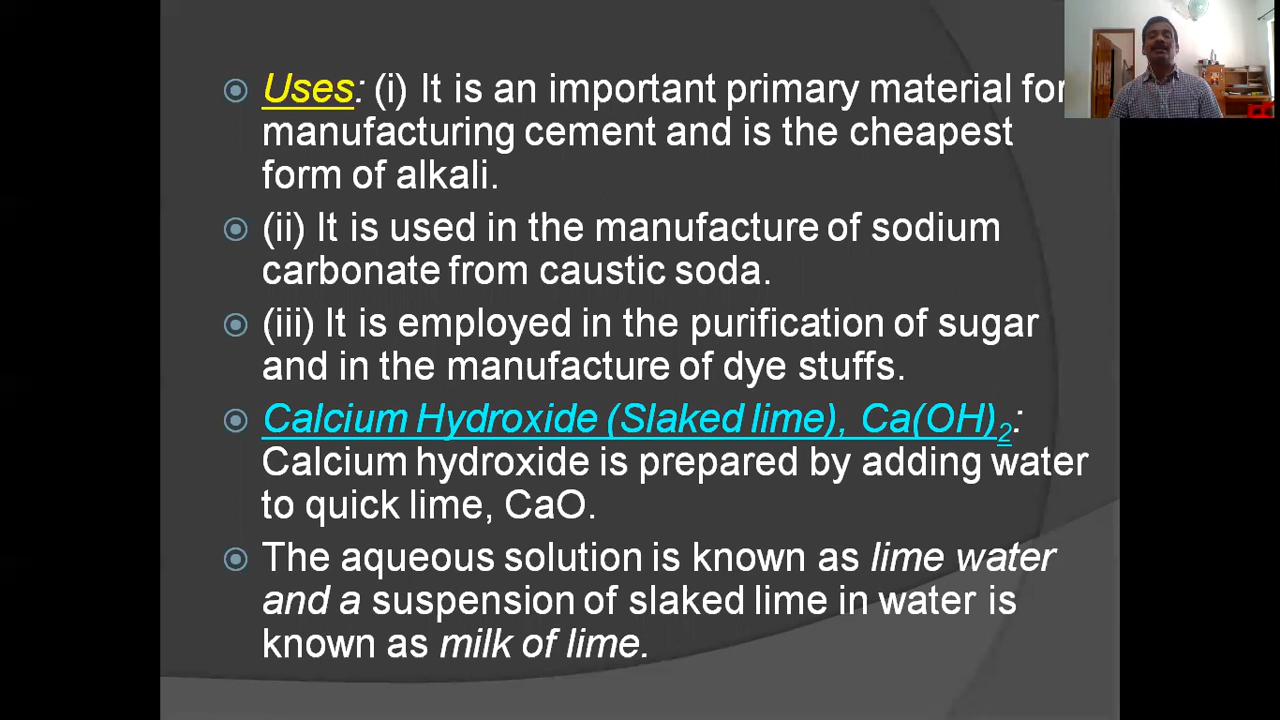 Uses: (i) It is an important primary material for
manufacturing cement and is the cheapest
form of alkali.
(ii) It is used in the manufacture of sodium
carbonate from caustic soda.
(iii) It is employed in the purification of sugar
and in the manufacture of dye stuffs.
Calcium Hydroxide (Slaked lime), Ca(OH)₂:
Calcium hydroxide is prepared by adding water
to quick lime, CaO.
The aqueous solution is known as lime water
and a suspension of slaked lime in water is
known as milk of lime.